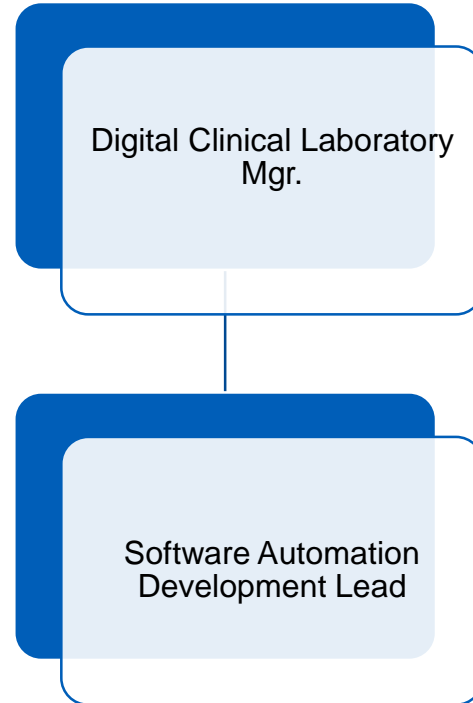 Digital Clinical Laboratory
Mgr.
Software Automation
Development Lead